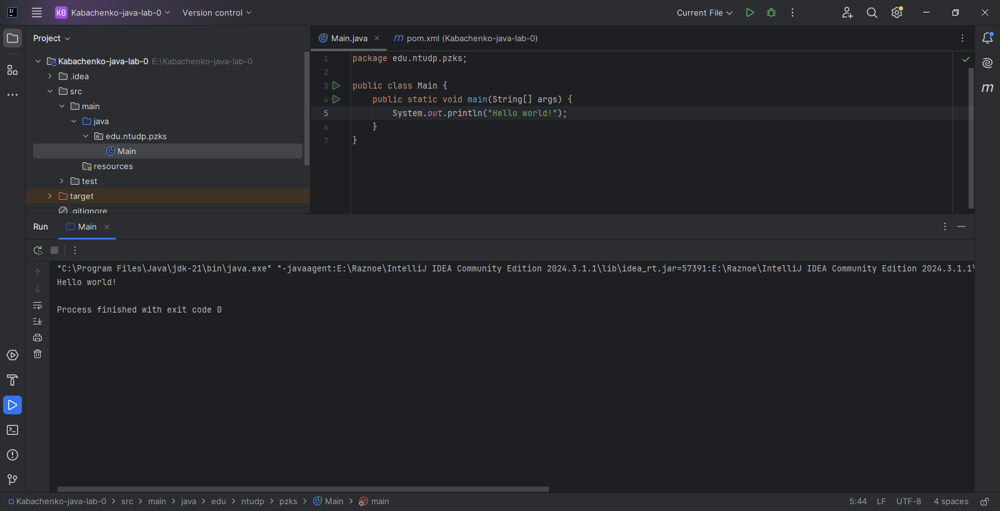 K0 Kabachenko-java-lab-0 Version control Current File
Project
Main.java pom.xml (Kabachenko-java-lab-0)
Kabachenko-java-lab-0 E:\Kabachenko-java-lab-0
.idea
src
main
java
edu.ntudp.pzks
Main
resources
test
target
.gitignore
1 package edu.ntudp.pzks;
2
3 public class Main {
4 public static void main(String[] args) {
5 System.out.println("Hello world!");
6 }
7 }
Run Main
"C:\Program Files\Java\jdk-21\bin\java.exe" "-javaagent:E:\Raznoe\IntelliJ IDEA Community Edition 2024.3.1.1\lib\idea_rt.jar=57391:E:\Raznoe\IntelliJ IDEA Community Edition 2024.3.1.1\
Hello world!
Process finished with exit code 0
Kabachenko-java-lab-0 > src > main > java > edu > ntudp > pzks > Main > main 5:44 LF UTF-8 4 spaces